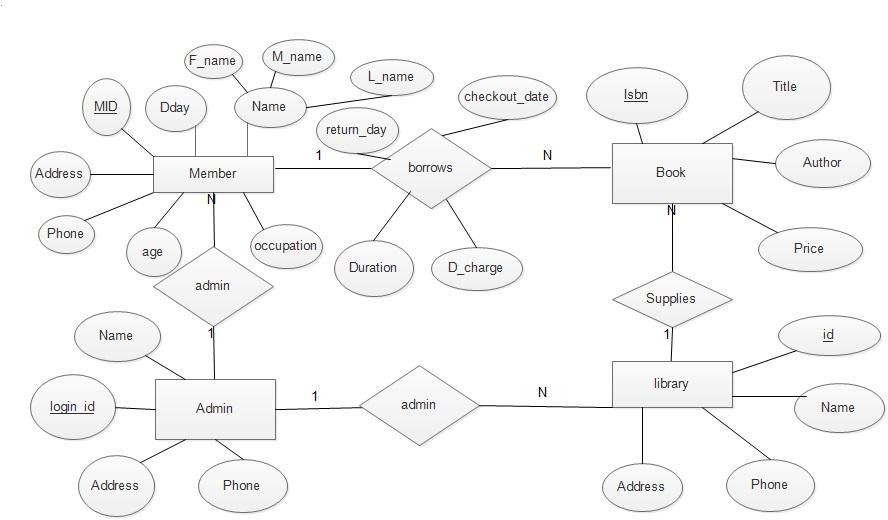 F_name
M_name
L_name
MID
Dday
Name
checkout_date
return_day
Isbn
Title
Address
Member
1
borrows
N
Book
Author
Phone
N
age
occupation
N
Price
Duration
D_charge
admin
Supplies
1
1
Name
id
login_id
Admin
1
admin
N
library
Name
Address
Phone
Address
Phone